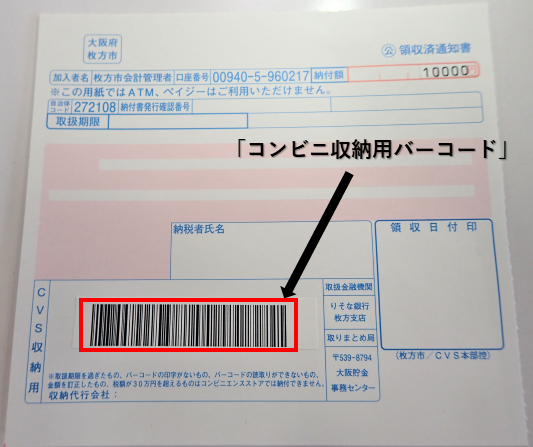 大阪府
枚方市
公 領収済通知書
加入者名 枚方市会計管理者 口座番号 00940-5-960217 納付額 10000
※この用紙ではATM、ペイジーはご利用いただけません。
自治体コード 272108 納付書発行確認番号
取扱期限
「コンビニ収納用バーコード」
納税者氏名
領収日付印
CVS収納用
取扱金融機関
りそな銀行
枚方支店
取りまとめ局
〒539-8794
大阪貯金
事務センター
(枚方市/CVS本部控)
※取扱期限を過ぎたもの、バーコードの印字がないもの、バーコードの読取りができないもの、
金額を訂正したもの、税額が30万円を超えるものはコンビニエンスストアでは納付できません。
収納代行会社: